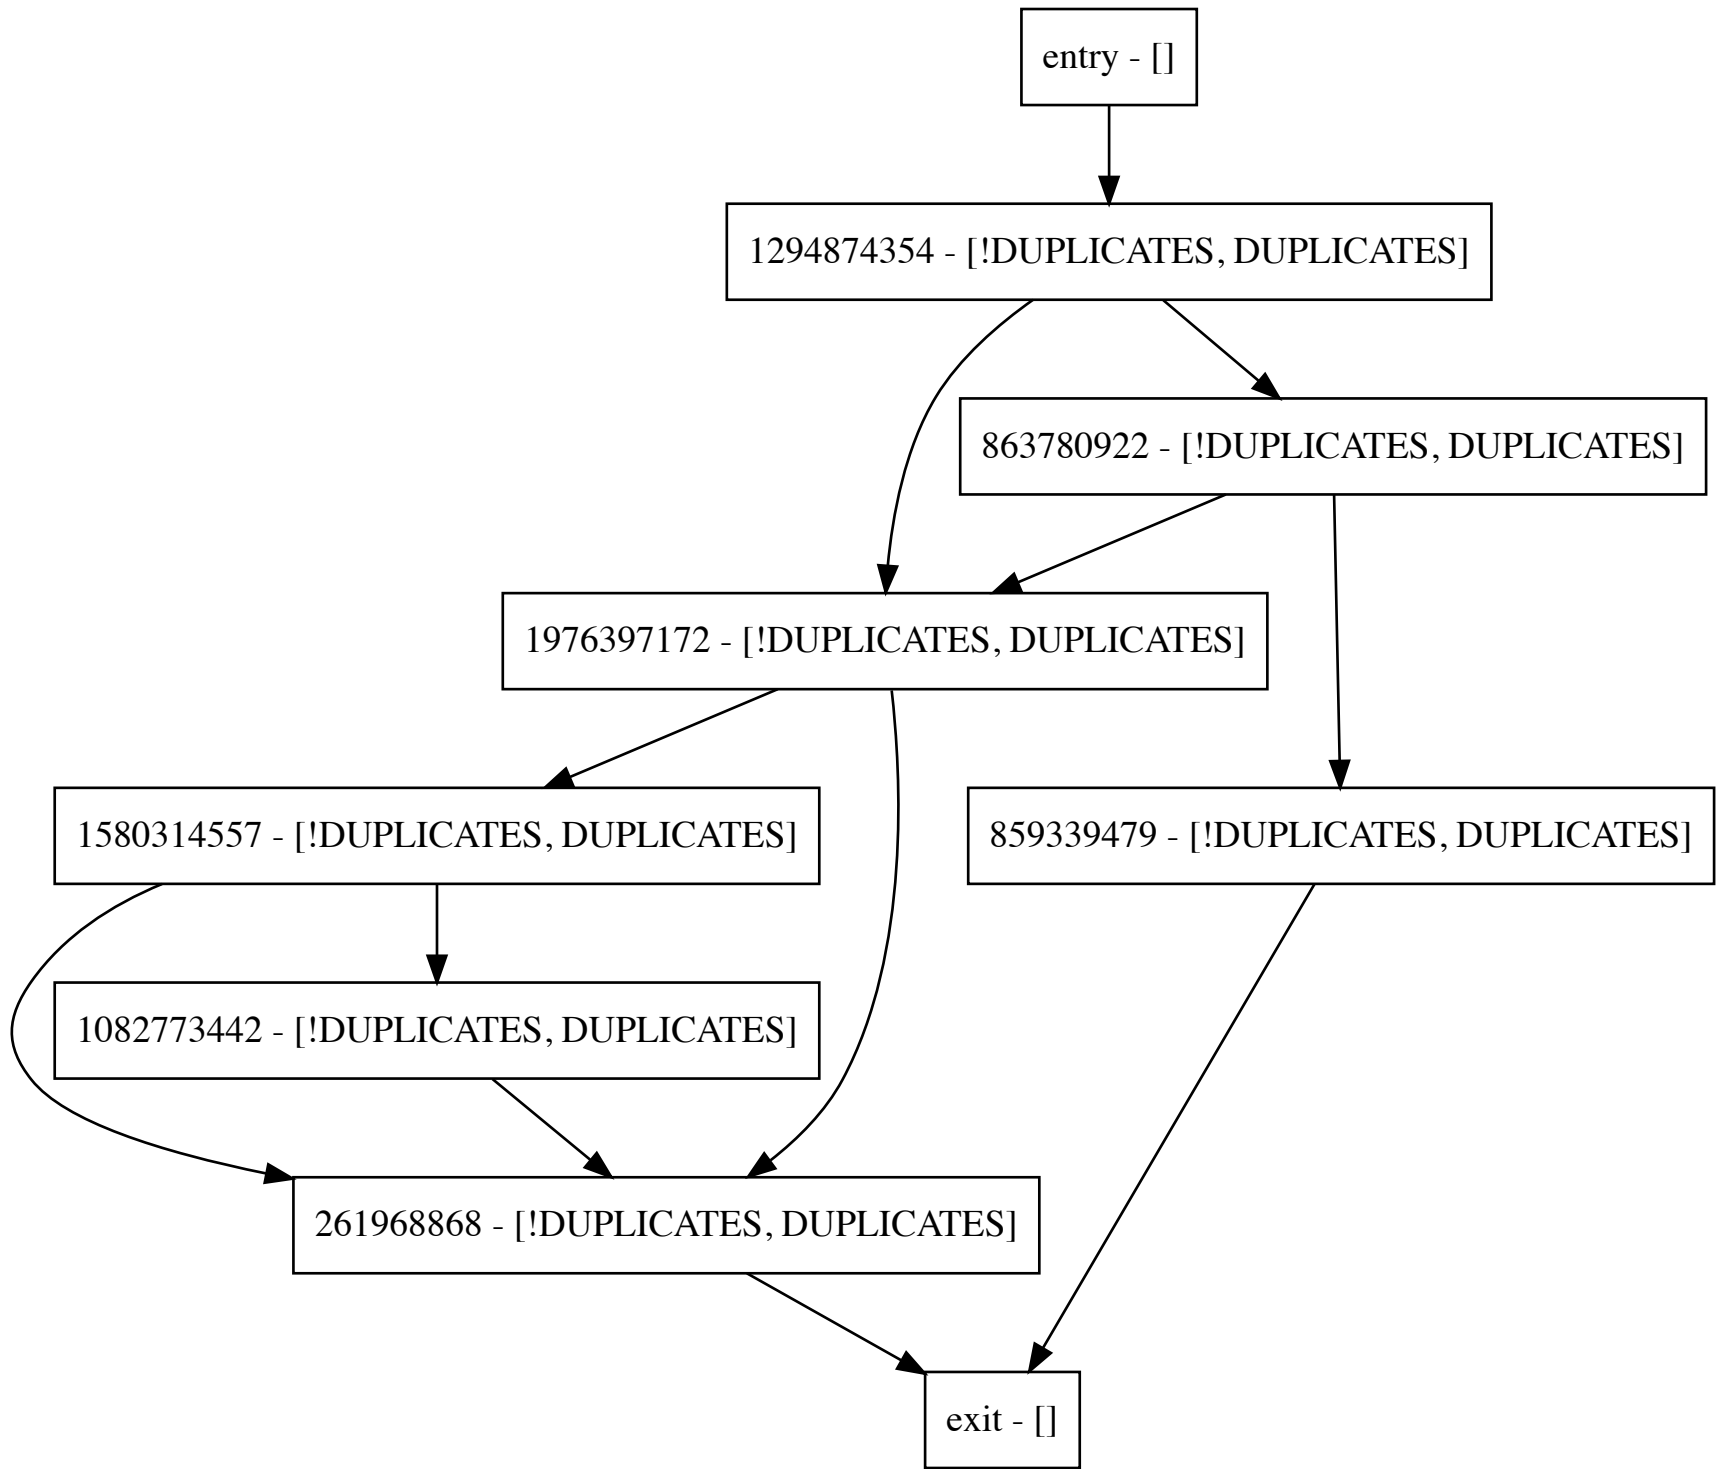 entry - []
1294874354 - [!DUPLICATES, DUPLICATES]
863780922 - [!DUPLICATES, DUPLICATES]
1976397172 - [!DUPLICATES, DUPLICATES]
1580314557 - [!DUPLICATES, DUPLICATES]
859339479 - [!DUPLICATES, DUPLICATES]
1082773442 - [!DUPLICATES, DUPLICATES]
261968868 - [!DUPLICATES, DUPLICATES]
exit - []